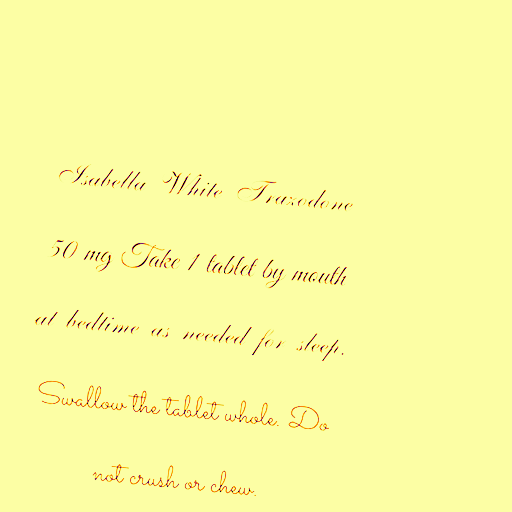 Isabella White Trazodone
50 mg Take 1 tablet by mouth
at bedtime as needed for sleep.
Swallow the tablet whole. Do
not crush or chew.